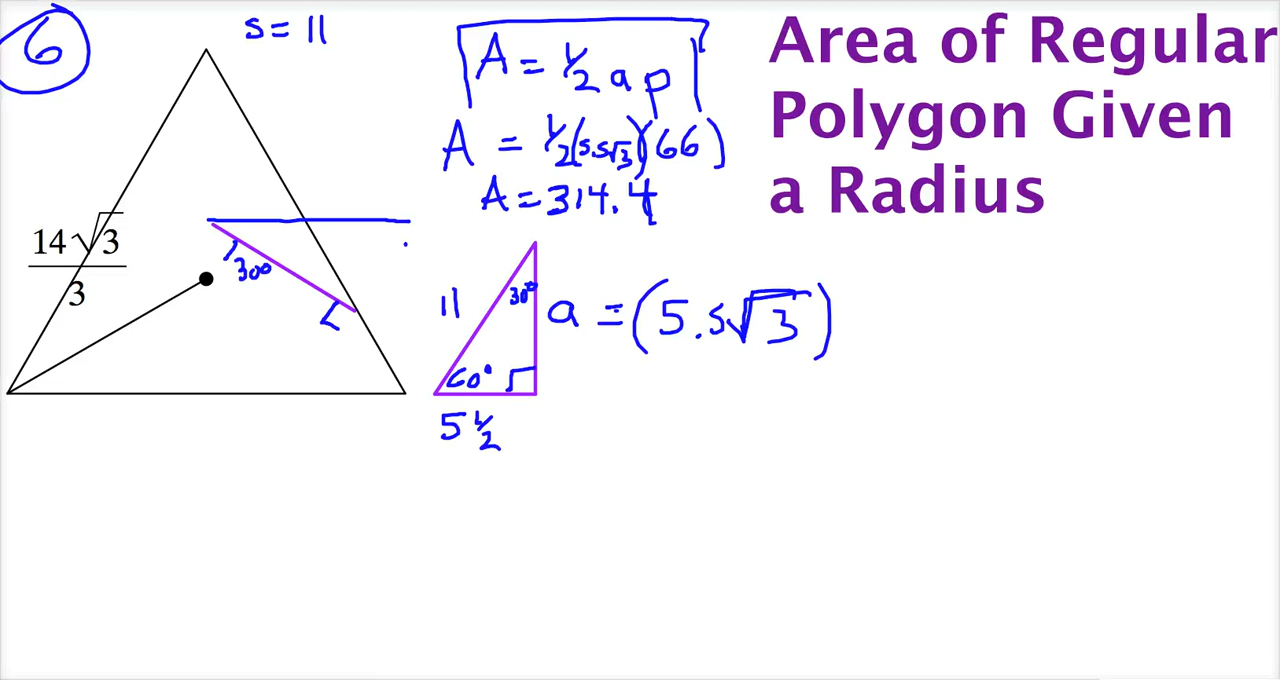 6
s = 11
Area of Regular
Polygon Given
a Radius
A = 1/2 a p
A = 1/2(5.5√3)(66)
A = 314.4
14√3
3
30°
11
30°
a = (5.5√3)
60°
5 1/2